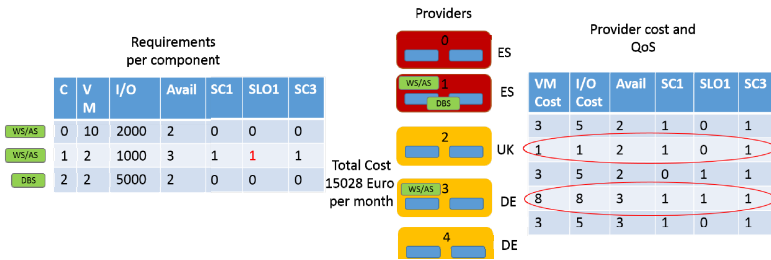 Requirements
per component
C VM I/O Avail SC1 SLO1 SC3
WS/AS 0 10 2000 2 0 0 0
WS/AS 1 2 1000 3 1 1 1
DBS 2 2 5000 2 0 0 0
Total Cost
15028 Euro
per month
Providers
0 ES
WS/AS 1 ES
DBS
2 UK
WS/AS 3 DE
4 DE
Provider cost and
QoS
VM Cost I/O Cost Avail SC1 SLO1 SC3
3 5 2 1 0 1
1 1 2 1 0 1
3 5 2 0 1 1
8 8 3 1 1 1
3 5 3 1 0 1